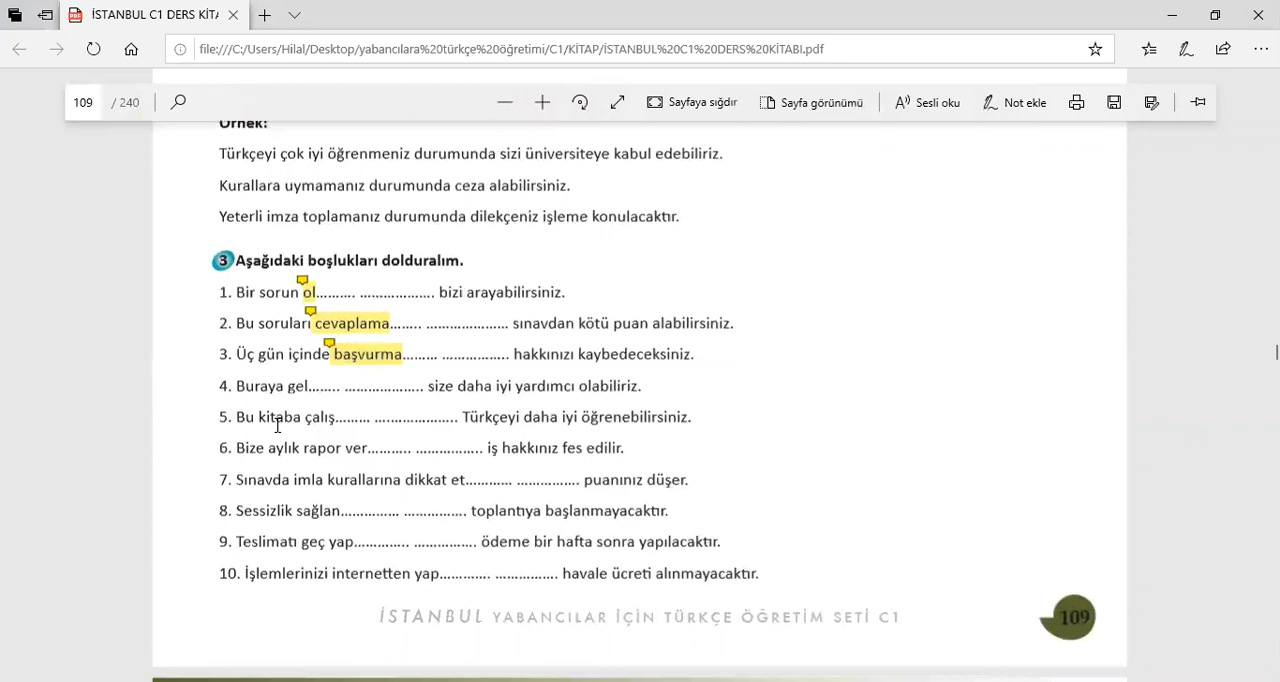 İSTANBUL C1 DERS KİTA
file:///C:/Users/Hilal/Desktop/yabancılara%20türkçe%20öğretimi/C1/KİTAP/İSTANBUL%20C1%20DERS%20KİTABI.pdf
109 / 240 Sayfaya sığdır Sayfa görünümü Sesli oku Not ekle
Örnek:
Türkçeyi çok iyi öğrenmeniz durumunda sizi üniversiteye kabul edebiliriz.
Kurallara uymamanız durumunda ceza alabilirsiniz.
Yeterli imza toplamanız durumunda dilekçeniz işleme konulacaktır.
3 Aşağıdaki boşlukları dolduralım.
1. Bir sorun ol………. ………………. bizi arayabilirsiniz.
2. Bu soruları cevaplama…….. ………………… sınavdan kötü puan alabilirsiniz.
3. Üç gün içinde başvurma……… …………….. hakkınızı kaybedeceksiniz.
4. Buraya gel…….. ……………….. size daha iyi yardımcı olabiliriz.
5. Bu kitaba çalış……… ………………….. Türkçeyi daha iyi öğrenebilirsiniz.
6. Bize aylık rapor ver……….. …………….. iş hakkınız fes edilir.
7. Sınavda imla kurallarına dikkat et………… ……………. puanınız düşer.
8. Sessizlik sağlan…………… ……………. toplantıya başlanmayacaktır.
9. Teslimatı geç yap………….. ……………. ödeme bir hafta sonra yapılacaktır.
10. İşlemlerinizi internetten yap…………. ……………. havale ücreti alınmayacaktır.
İSTANBUL YABANCILAR İÇİN TÜRKÇE ÖĞRETİM SETİ C1
109